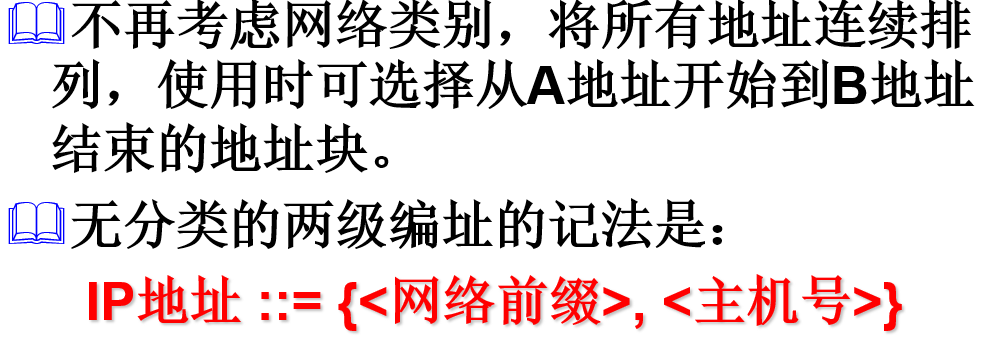 不再考虑网络类别，将所有地址连续排
列，使用时可选择从A地址开始到B地址
结束的地址块。
无分类的两级编址的记法是：
IP地址 ::= {<网络前缀>, <主机号>}